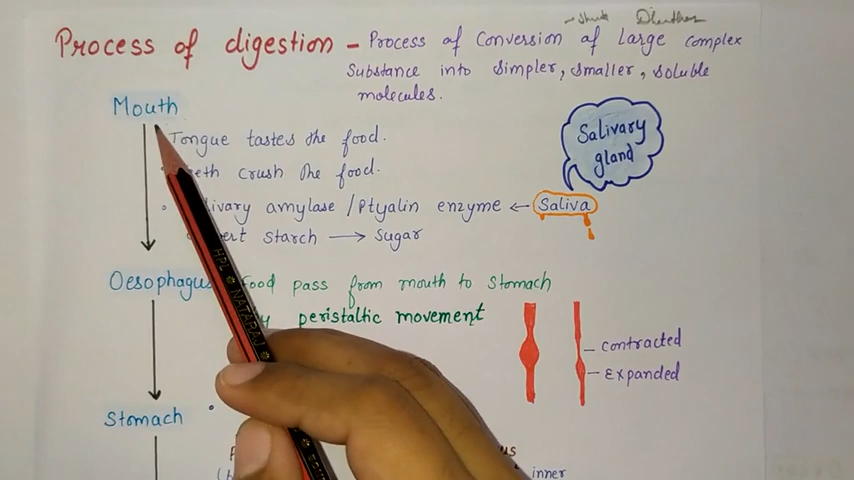 Process of digestion – Process of Conversion of Large complex
Substance into simpler, smaller, soluble
molecules.
Mouth
Tongue tastes the food.
crush the food.
amylase / Ptyalin enzyme ← Saliva
Salivary
gland
starch → Sugar
Oesophagus food pass from mouth to stomach
peristaltic movement
contracted
expanded
Stomach
inner